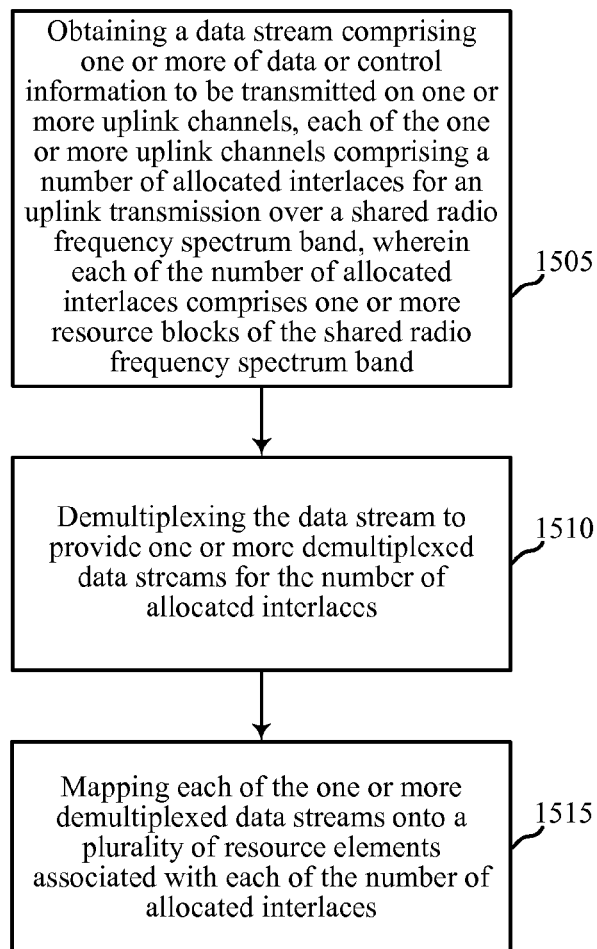 Obtaining a data stream comprising
one or more of data or control
information to be transmitted on one or
more uplink channels, each of the one
or more uplink channels comprising a
number of allocated interlaces for an
uplink transmission over a shared radio
frequency spectrum band, wherein
each of the number of allocated
interlaces comprises one or more
resource blocks of the shared radio
frequency spectrum band
1505
Demultiplexing the data stream to
provide one or more demultiplexed
data streams for the number of
allocated interlaces
1510
Mapping each of the one or more
demultiplexed data streams onto a
plurality of resource elements
associated with each of the number of
allocated interlaces
1515